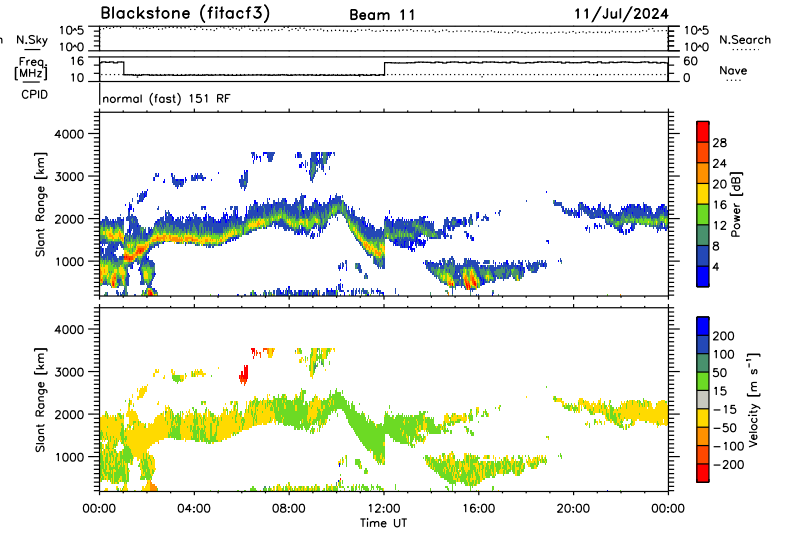 Blackstone (fitacf3) Beam 11 11/Jul/2024
n N.Sky 10^5 10^0 10^5 10^0 N.Search
Freq. [MHz] 16 10 60 0 Nave
CPID normal (fast) 151 RF
Slant Range [km] 4000 3000 2000 1000
28 24 20 16 12 8 4 Power [dB]
Slant Range [km] 4000 3000 2000 1000
200 100 50 15 −15 −50 −100 −200 Velocity [m s⁻¹]
00:00 04:00 08:00 12:00 16:00 20:00 00:00
Time UT